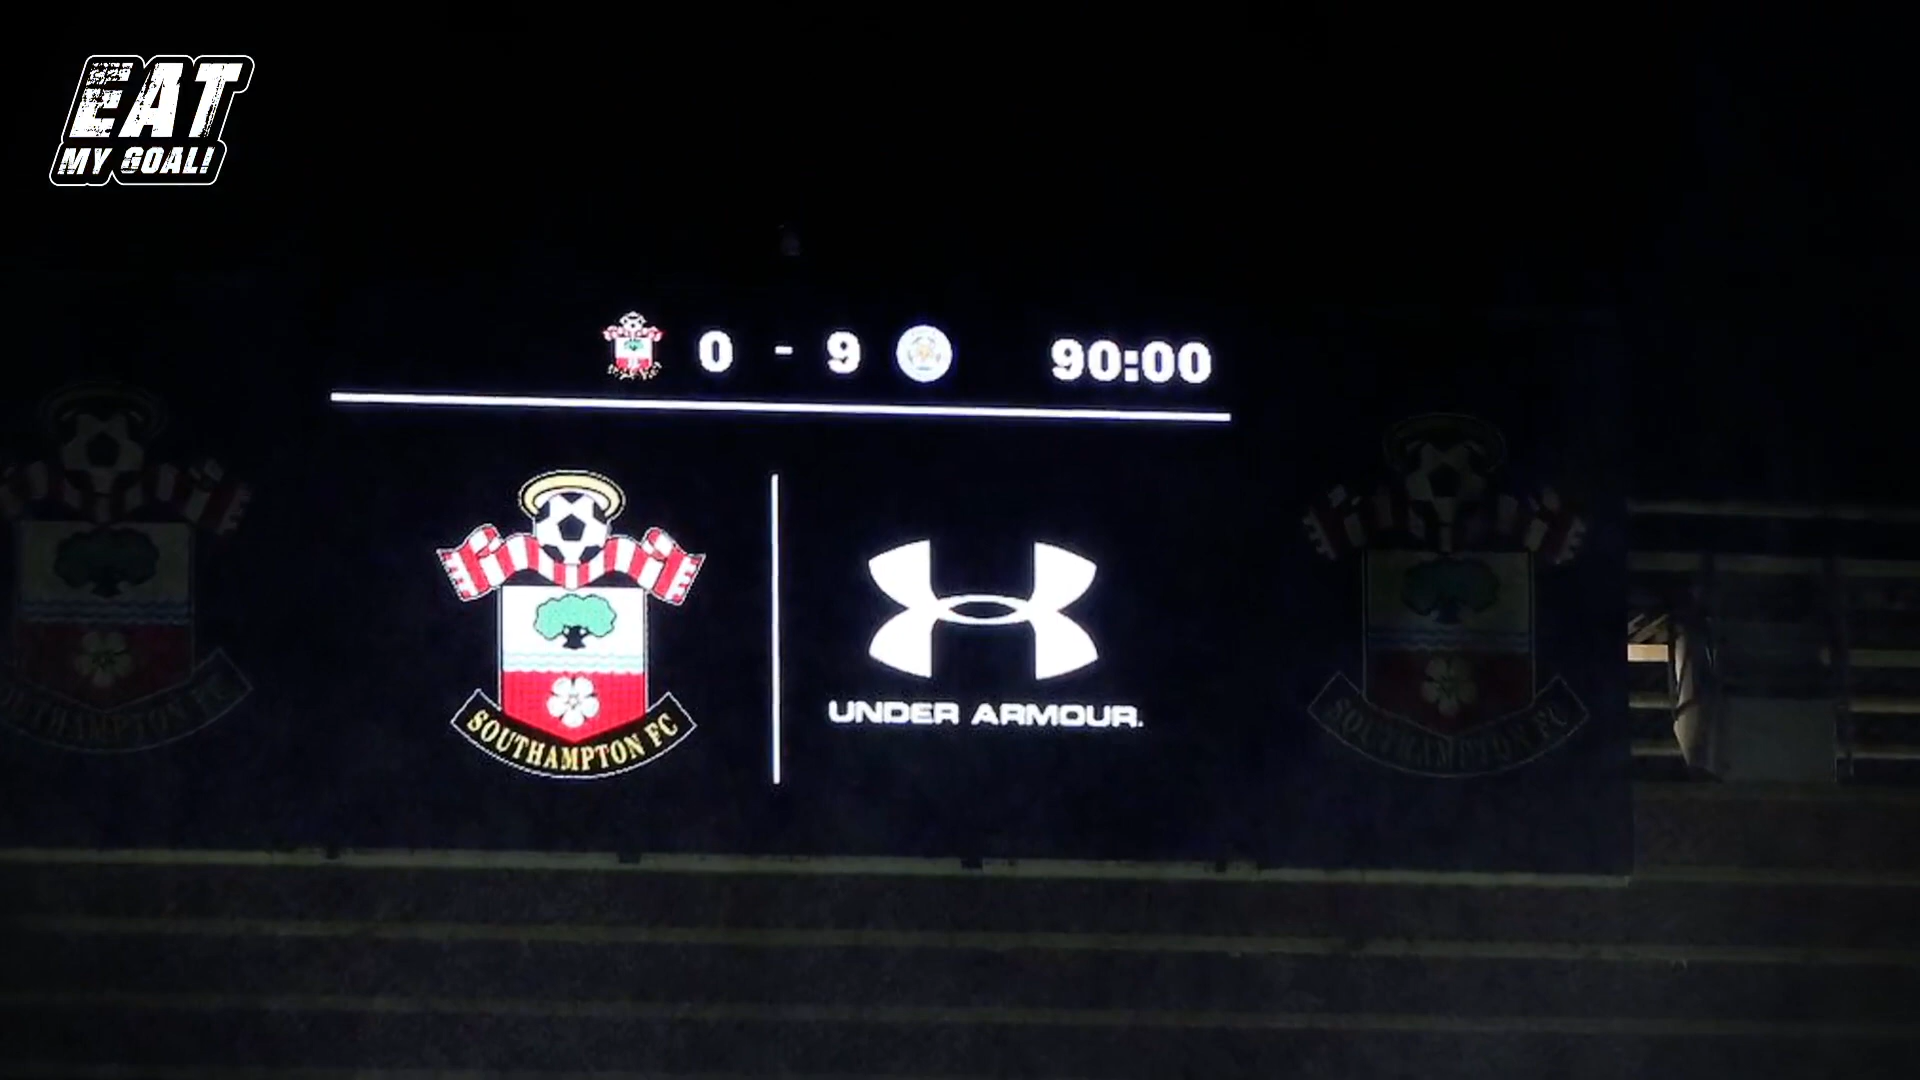 EAT
MY GOAL!
0 - 9 90:00
SOUTHAMPTON FC
UNDER ARMOUR.
SOUTHAMPTON FC
SOUTHAMPTON FC